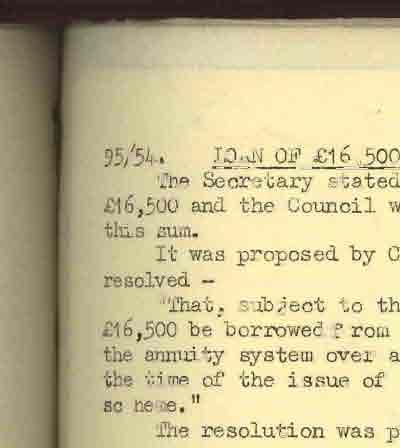 95/54. LOAN OF £16,500
The Secretary stated
£16,500 and the Council w
this sum.
It was proposed by C
resolved -
"That, subject to th
£16,500 be borrowed from
the annuity system over a
the time of the issue of
scheme."
The resolution was p